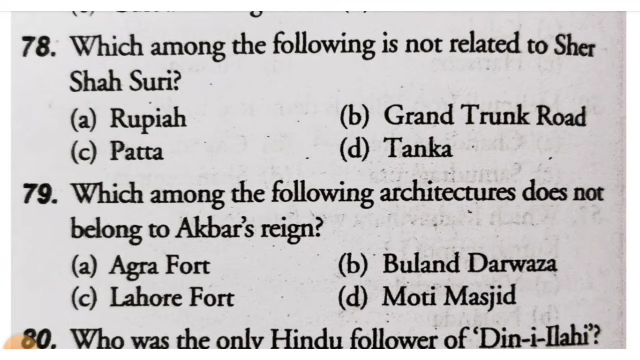 78. Which among the following is not related to Sher
Shah Suri?
(a) Rupiah (b) Grand Trunk Road
(c) Patta (d) Tanka
79. Which among the following architectures does not
belong to Akbar's reign?
(a) Agra Fort (b) Buland Darwaza
(c) Lahore Fort (d) Moti Masjid
80. Who was the only Hindu follower of 'Din-i-Ilahi'?